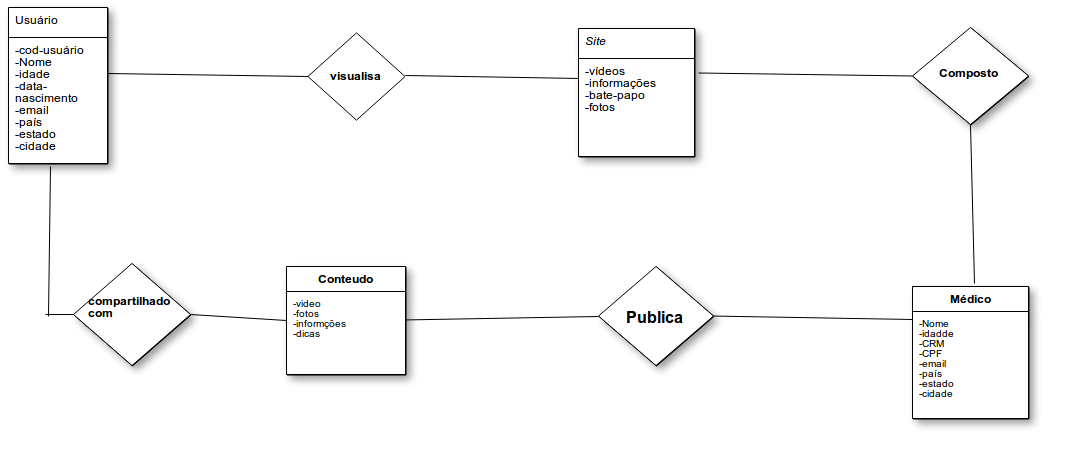 Usuário
-cod-usuário
-Nome
-idade
-data-
nascimento
-email
-país
-estado
-cidade
visualisa
Site
-vídeos
-informações
-bate-papo
-fotos
Composto
compartilhado
com
Conteudo
-video
-fotos
-informções
-dicas
Publica
Médico
-Nome
-idadde
-CRM
-CPF
-email
-país
-estado
-cidade